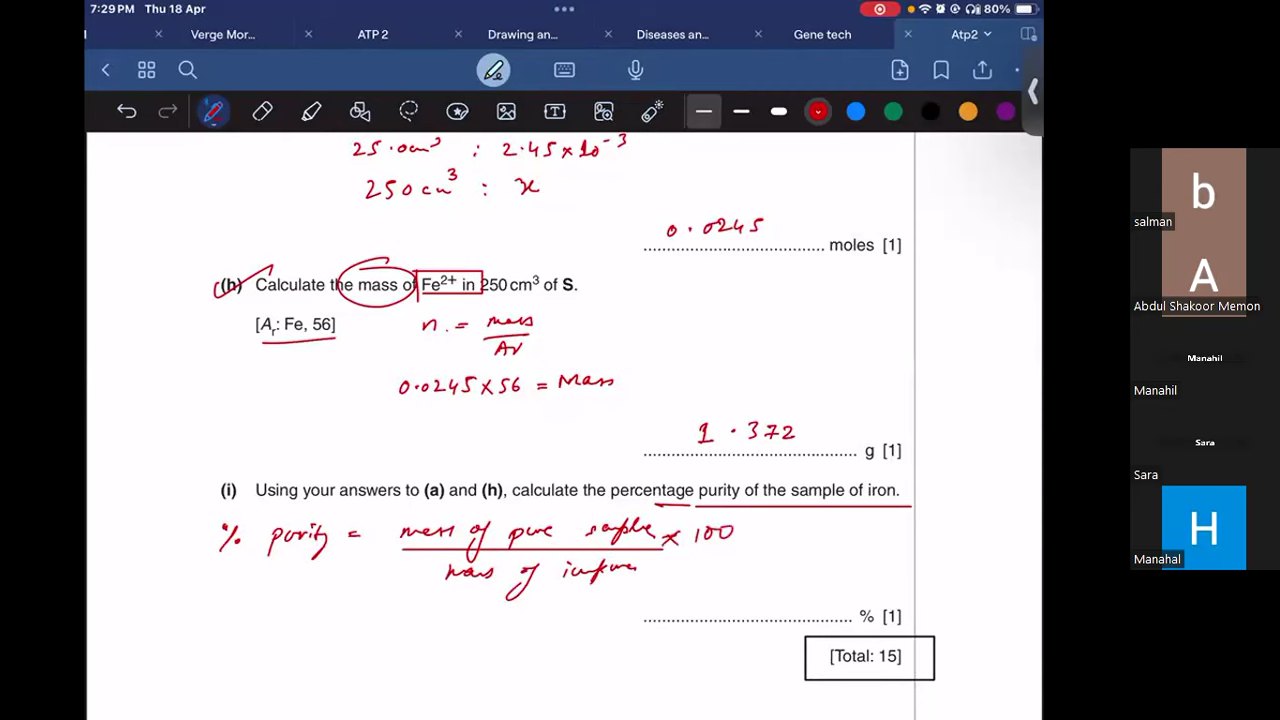 7:29 PM Thu 18 Apr 80%
Verge Mor... ATP 2 Drawing an... Diseases an... Gene tech Atp2
25.0cm³ : 2.45×10⁻³
250cm³ : x
0.0245
moles [1]
(h) Calculate the mass of Fe²⁺ in 250 cm³ of S.
[Aᵣ: Fe, 56] n. = mass
Ar
0.0245×56 = Mass
1.372
g [1]
(i) Using your answers to (a) and (h), calculate the percentage purity of the sample of iron.
% purity = mass of pure sample × 100
mass of impure
% [1]
[Total: 15]
b
salman
A
Abdul Shakoor Memon
Manahil
Manahil
Sara
Sara
H
Manahal